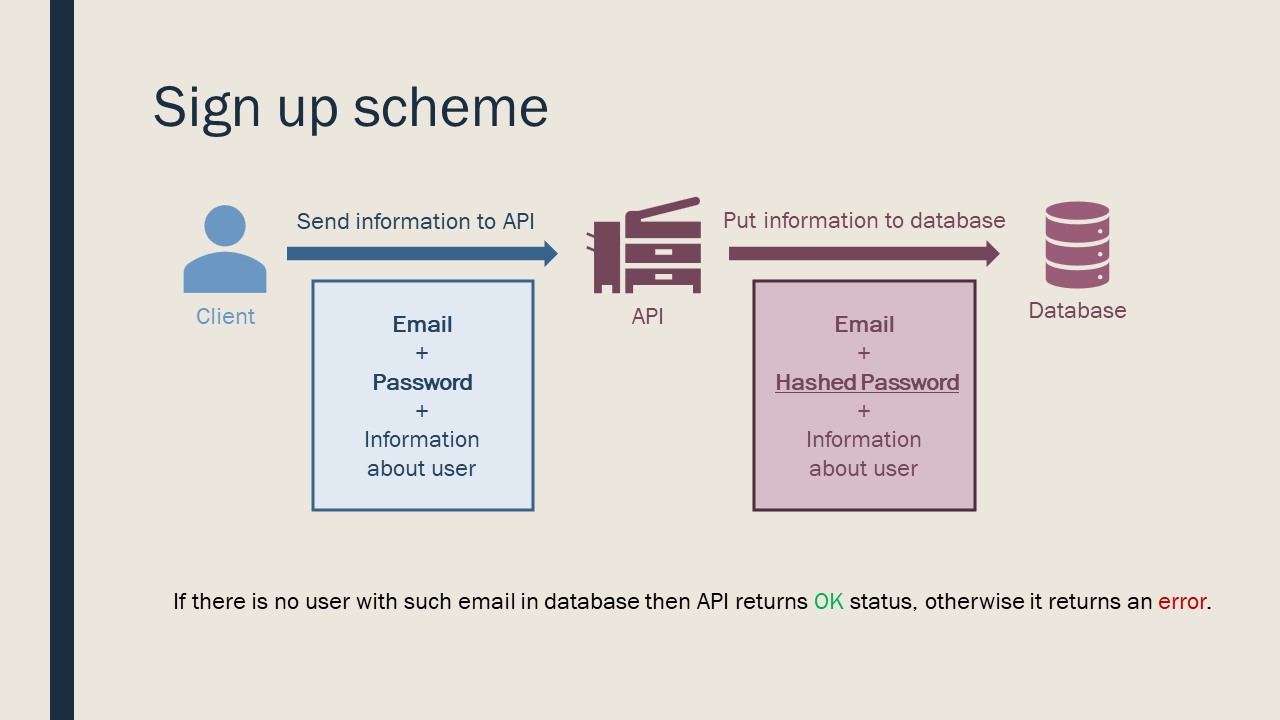 Sign up scheme
Send information to API
Put information to database
Client
API
Database
Email
+
Password
+
Information
about user
Email
+
Hashed Password
+
Information
about user
If there is no user with such email in database then API returns OK status, otherwise it returns an error.